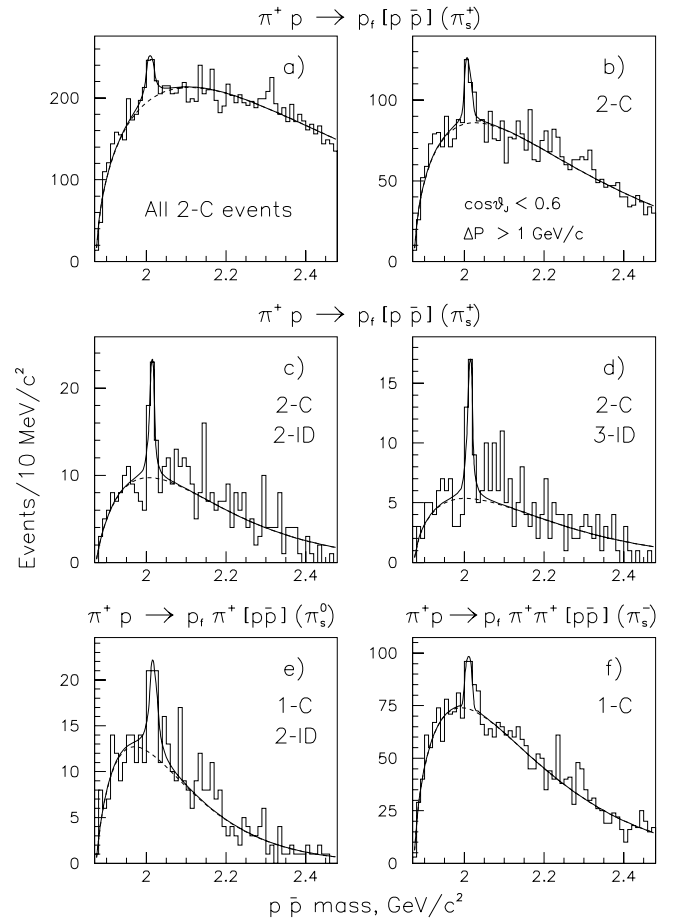 π⁺ p → p_f [p p̄] (π_s⁺)
a)
All 2-C events
200
100
0
2 2.2 2.4
b)
2-C
cosϑ_J < 0.6
ΔP > 1 GeV/c
100
50
0
2 2.2 2.4
π⁺ p → p_f [p p̄] (π_s⁺)
Events/10 MeV/c²
c)
2-C
2-ID
20
10
0
2 2.2 2.4
d)
2-C
3-ID
15
10
5
0
2 2.2 2.4
π⁺ p → p_f π⁺ [pp̄] (π_s⁰)
e)
1-C
2-ID
20
15
10
5
0
2 2.2 2.4
π⁺p → p_f π⁺π⁺ [pp̄] (π_s⁻)
f)
1-C
100
75
50
25
0
2 2.2 2.4
p p̄ mass, GeV/c²